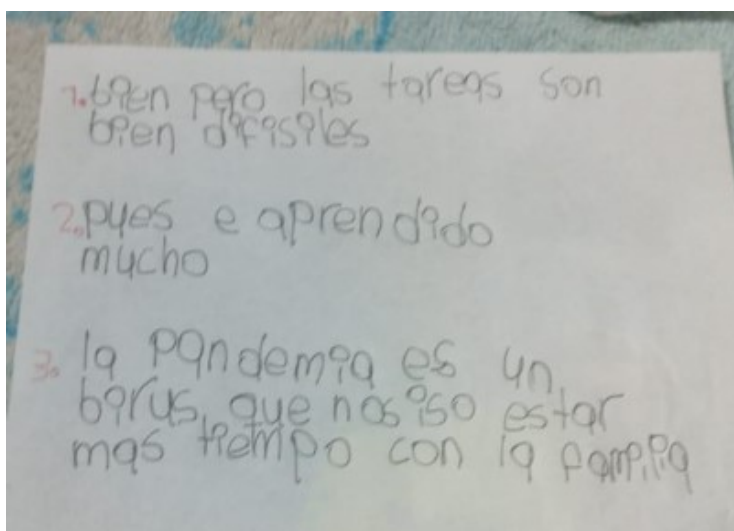 1. bien pero las tareas son
bien difisiles
2. pues e aprendido
mucho
3. la pandemia es un
birus, que nos iso estar
mas tiempo con la familia